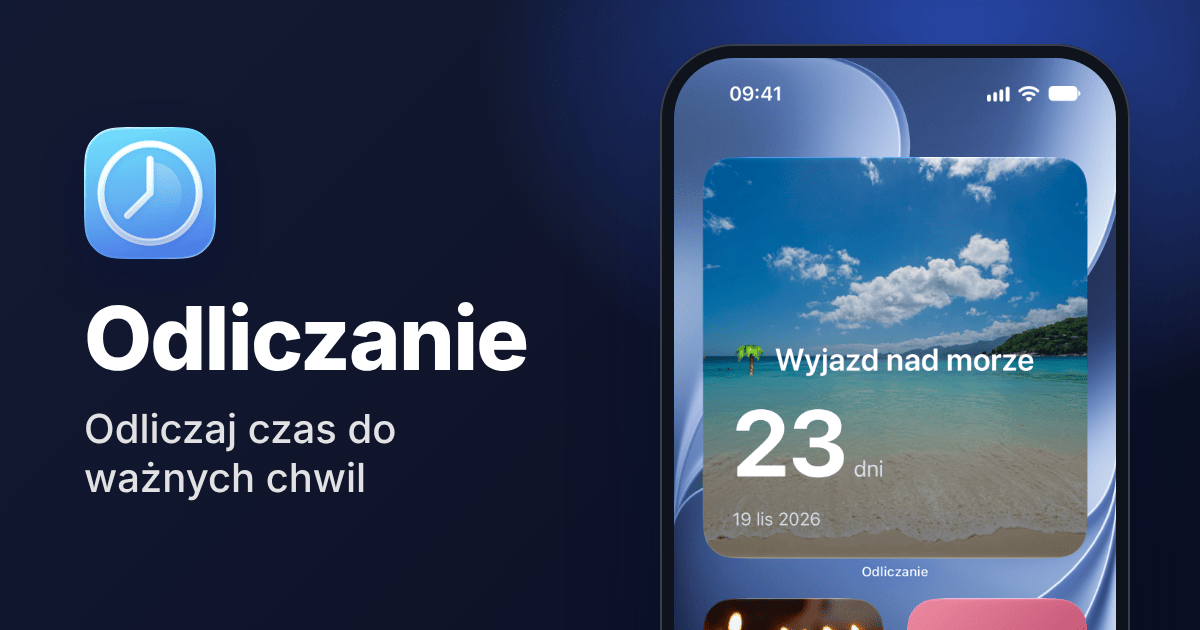 Odliczanie
Odliczaj czas do
ważnych chwil
09:41
🌴 Wyjazd nad morze
23 dni
19 lis 2026
Odliczanie